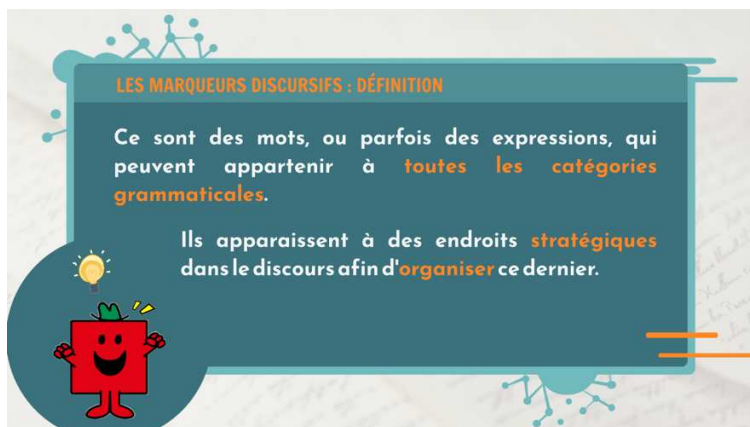 LES MARQUEURS DISCURSIFS : DÉFINITION
Ce sont des mots, ou parfois des expressions, qui
peuvent appartenir à toutes les catégories
grammaticales.
Ils apparaissent à des endroits stratégiques
dans le discours afin d'organiser ce dernier.